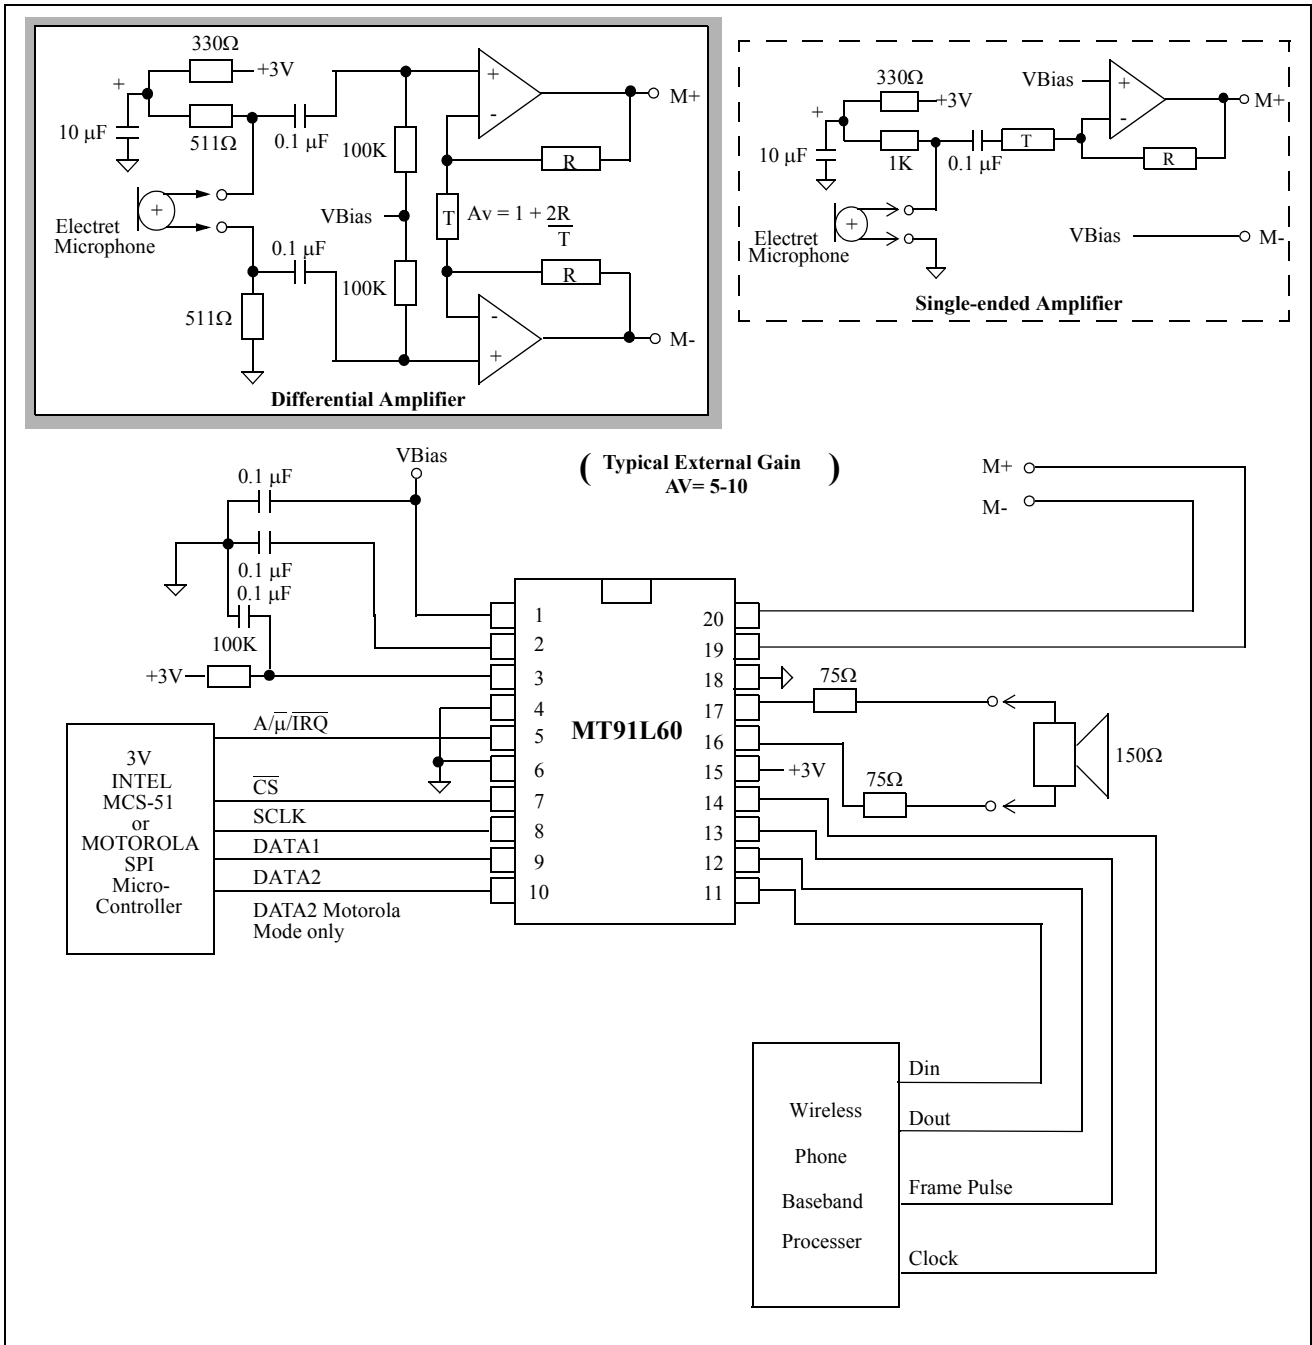 330Ω
+3V
+
10 µF
511Ω
0.1 µF
100K
+
-
M+
R
Electret
Microphone
+
VBias
T
Av = 1 + 2R
T
0.1 µF
100K
R
511Ω
-
+
M-
Differential Amplifier
330Ω
+3V
+
10 µF
1K
0.1 µF
T
VBias
+
-
M+
R
Electret
Microphone
+
VBias
M-
Single-ended Amplifier
VBias
( Typical External Gain )
AV= 5-10
M+
M-
0.1 µF
0.1 µF
0.1 µF
100K
+3V
1
2
3
4
5
6
7
8
9
10
MT91L60
20
19
18
17
16
15
14
13
12
11
75Ω
75Ω
150Ω
+3V
3V
INTEL
MCS-51
or
MOTOROLA
SPI
Micro-
Controller
A/μ̅/I̅R̅Q̅
C̅S̅
SCLK
DATA1
DATA2
DATA2 Motorola
Mode only
Wireless
Phone
Baseband
Processer
Din
Dout
Frame Pulse
Clock